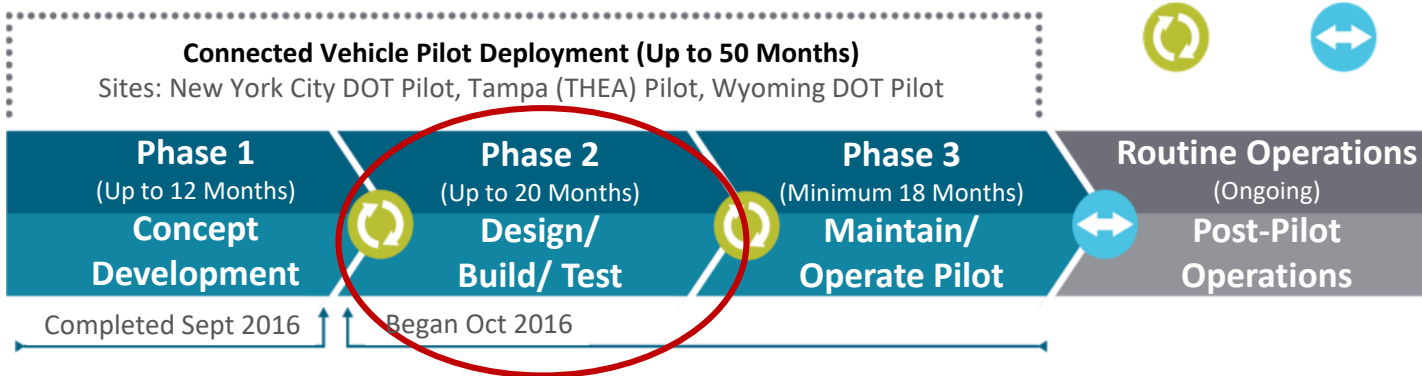 Connected Vehicle Pilot Deployment (Up to 50 Months)
Sites: New York City DOT Pilot, Tampa (THEA) Pilot, Wyoming DOT Pilot
Phase 1
(Up to 12 Months)
Concept
Development
Phase 2
(Up to 20 Months)
Design/
Build/ Test
Phase 3
(Minimum 18 Months)
Maintain/
Operate Pilot
Routine Operations
(Ongoing)
Post-Pilot
Operations
Completed Sept 2016
Began Oct 2016